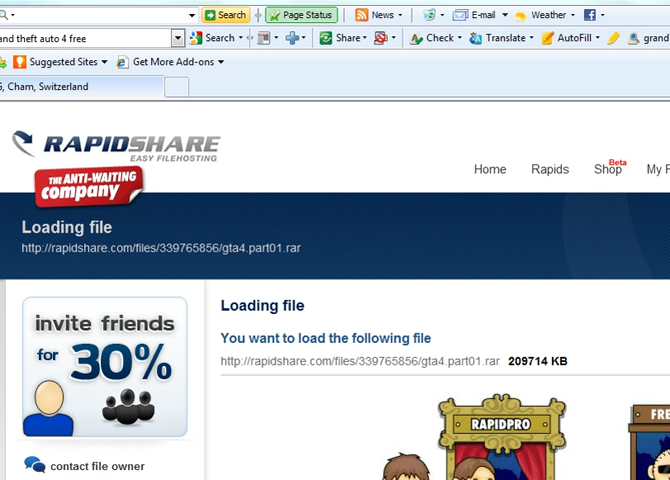 Search Page Status News E-mail Weather
and theft auto 4 free Search Share Check Translate AutoFill grand
Suggested Sites Get More Add-ons
, Cham, Switzerland
RAPIDSHARE
EASY FILEHOSTING
THE ANTI-WAITING
company
Home Rapids Shop Beta My
Loading file
http://rapidshare.com/files/339765856/gta4.part01.rar
invite friends
for 30%
contact file owner
Loading file
You want to load the following file
http://rapidshare.com/files/339765856/gta4.part01.rar 209714 KB
RAPIDPRO
FRE